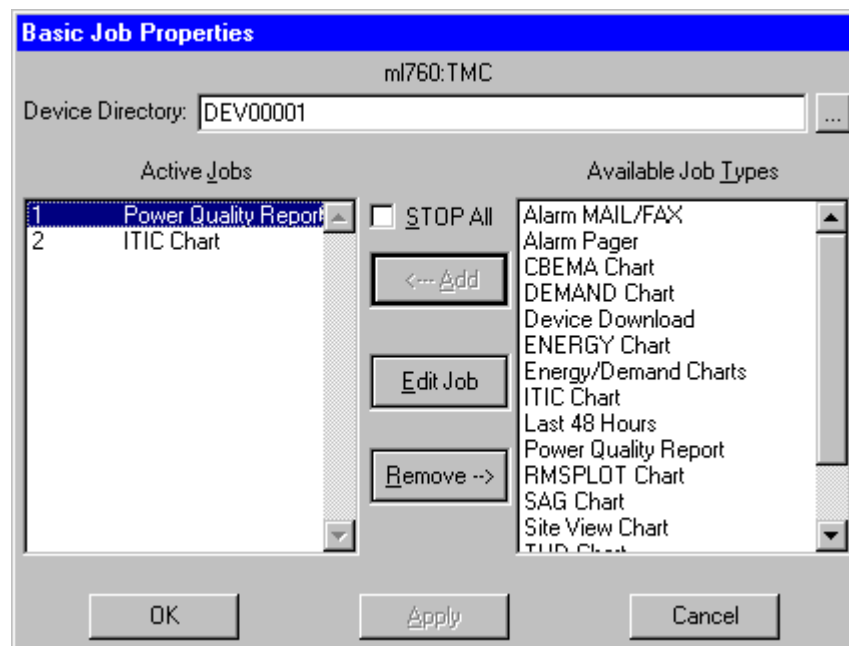 Basic Job Properties
ml760:TMC
Device Directory: DEV00001 ...
Active Jobs
Available Job Types
1 Power Quality Report
2 ITIC Chart
STOP All
<--- Add
Edit Job
Remove -->
Alarm MAIL/FAX
Alarm Pager
CBEMA Chart
DEMAND Chart
Device Download
ENERGY Chart
Energy/Demand Charts
ITIC Chart
Last 48 Hours
Power Quality Report
RMSPLOT Chart
SAG Chart
Site View Chart
THD Chart
OK
Apply
Cancel